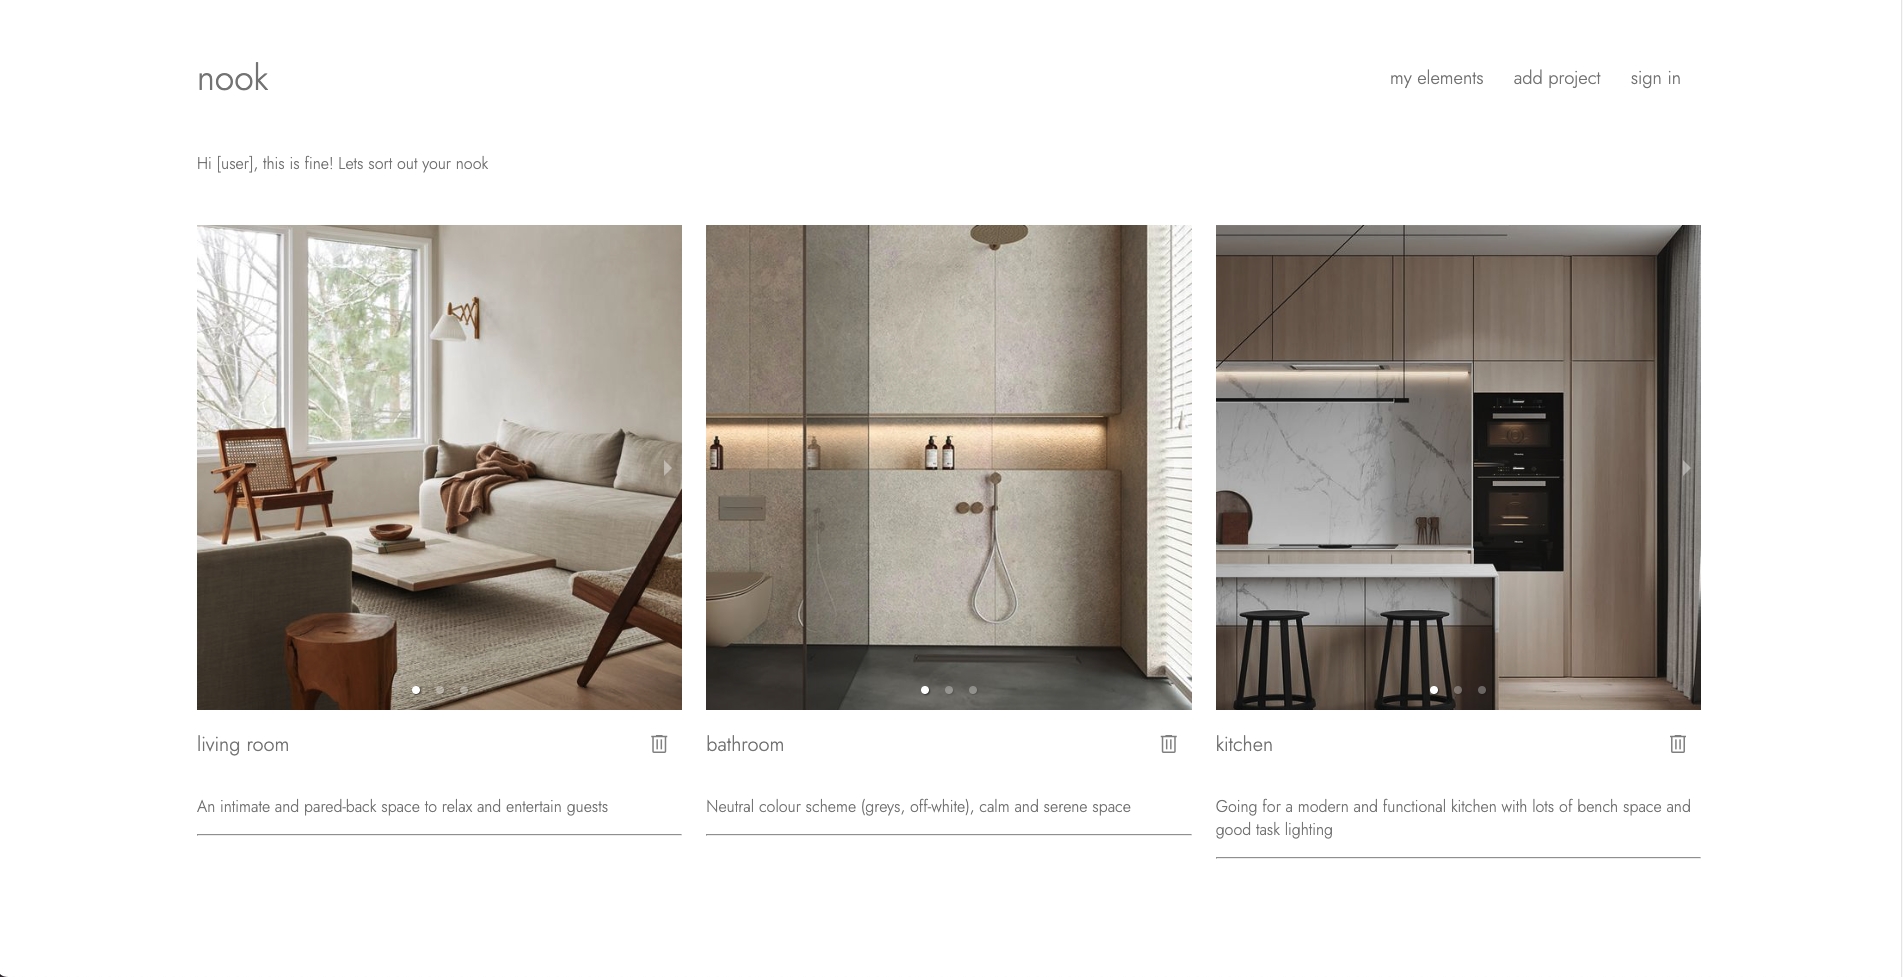 nook
my elements add project sign in
Hi [user], this is fine! Lets sort out your nook
living room
bathroom
kitchen
An intimate and pared-back space to relax and entertain guests
Neutral colour scheme (greys, off-white), calm and serene space
Going for a modern and functional kitchen with lots of bench space and
good task lighting